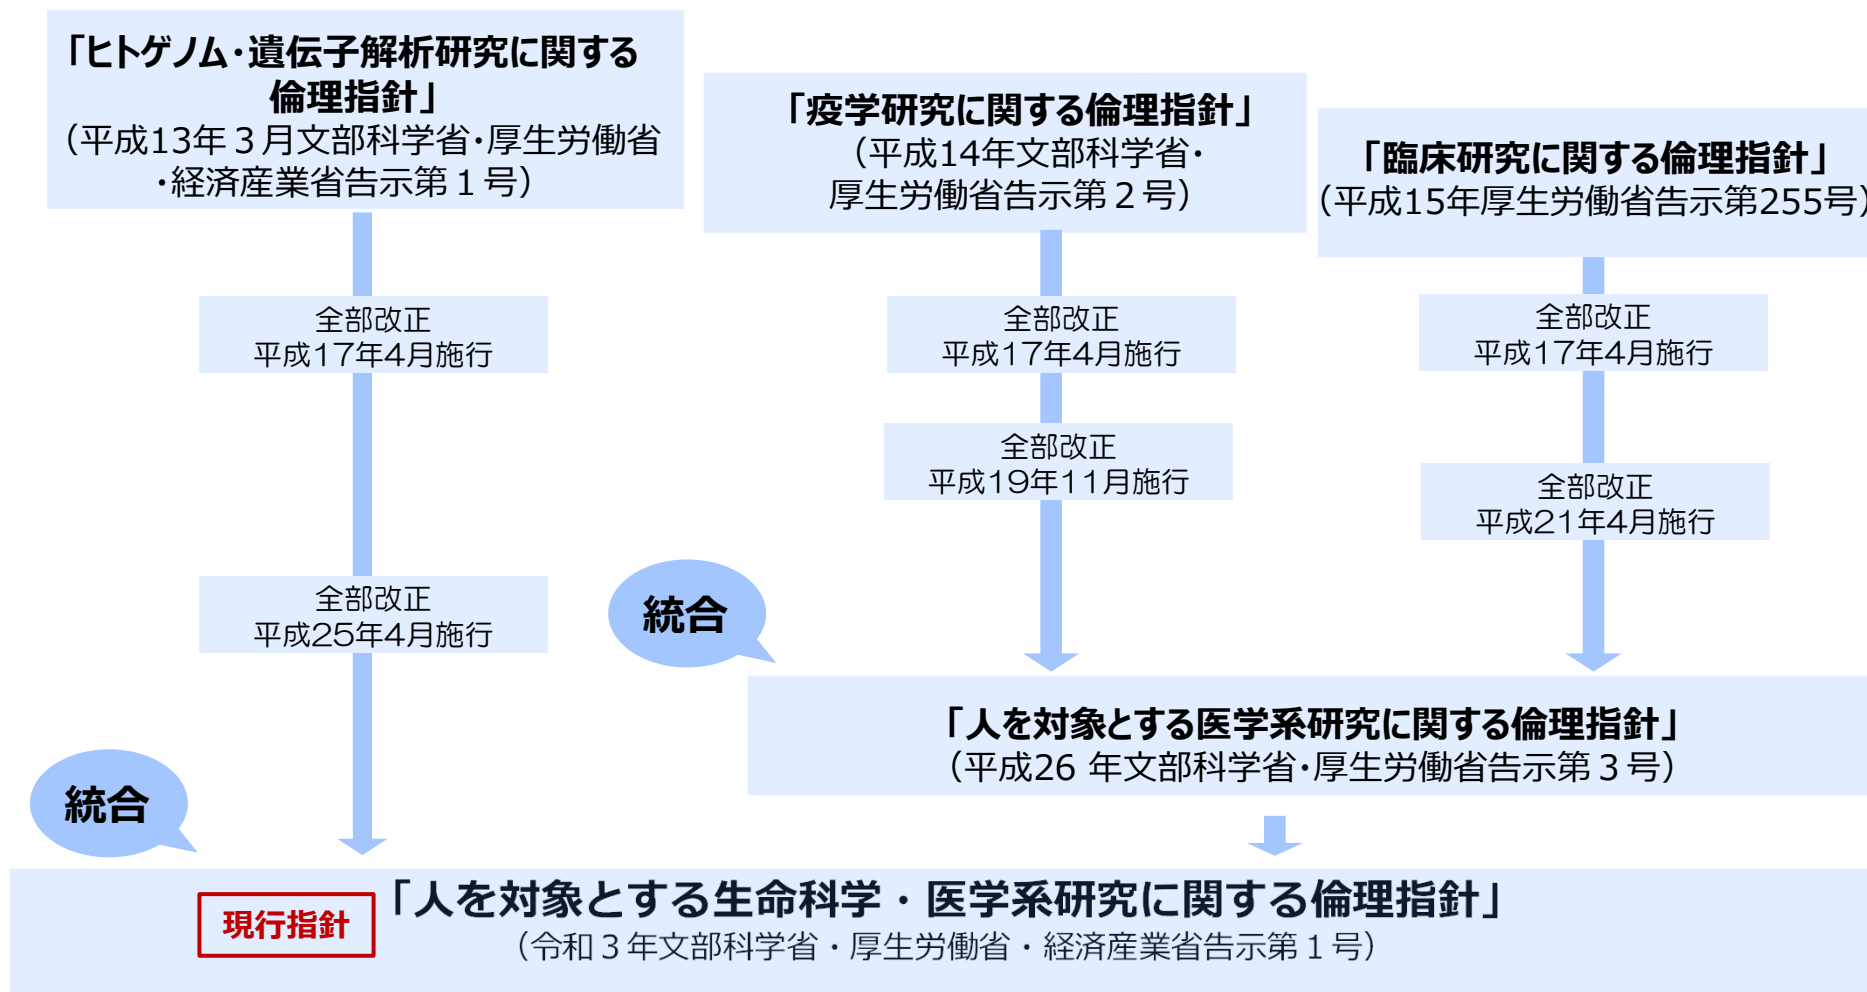 「ヒトゲノム・遺伝子解析研究に関する
倫理指針」
（平成13年３月文部科学省・厚生労働省
・経済産業省告示第１号）
「疫学研究に関する倫理指針」
（平成14年文部科学省・
厚生労働省告示第２号）
「臨床研究に関する倫理指針」
（平成15年厚生労働省告示第255号）
全部改正
平成17年4月施行
全部改正
平成17年4月施行
全部改正
平成17年4月施行
全部改正
平成19年11月施行
全部改正
平成21年4月施行
全部改正
平成25年4月施行
統合
「人を対象とする医学系研究に関する倫理指針」
（平成26 年文部科学省・厚生労働省告示第３号）
統合
現行指針
「人を対象とする生命科学・医学系研究に関する倫理指針」
（令和３年文部科学省・厚生労働省・経済産業省告示第１号）